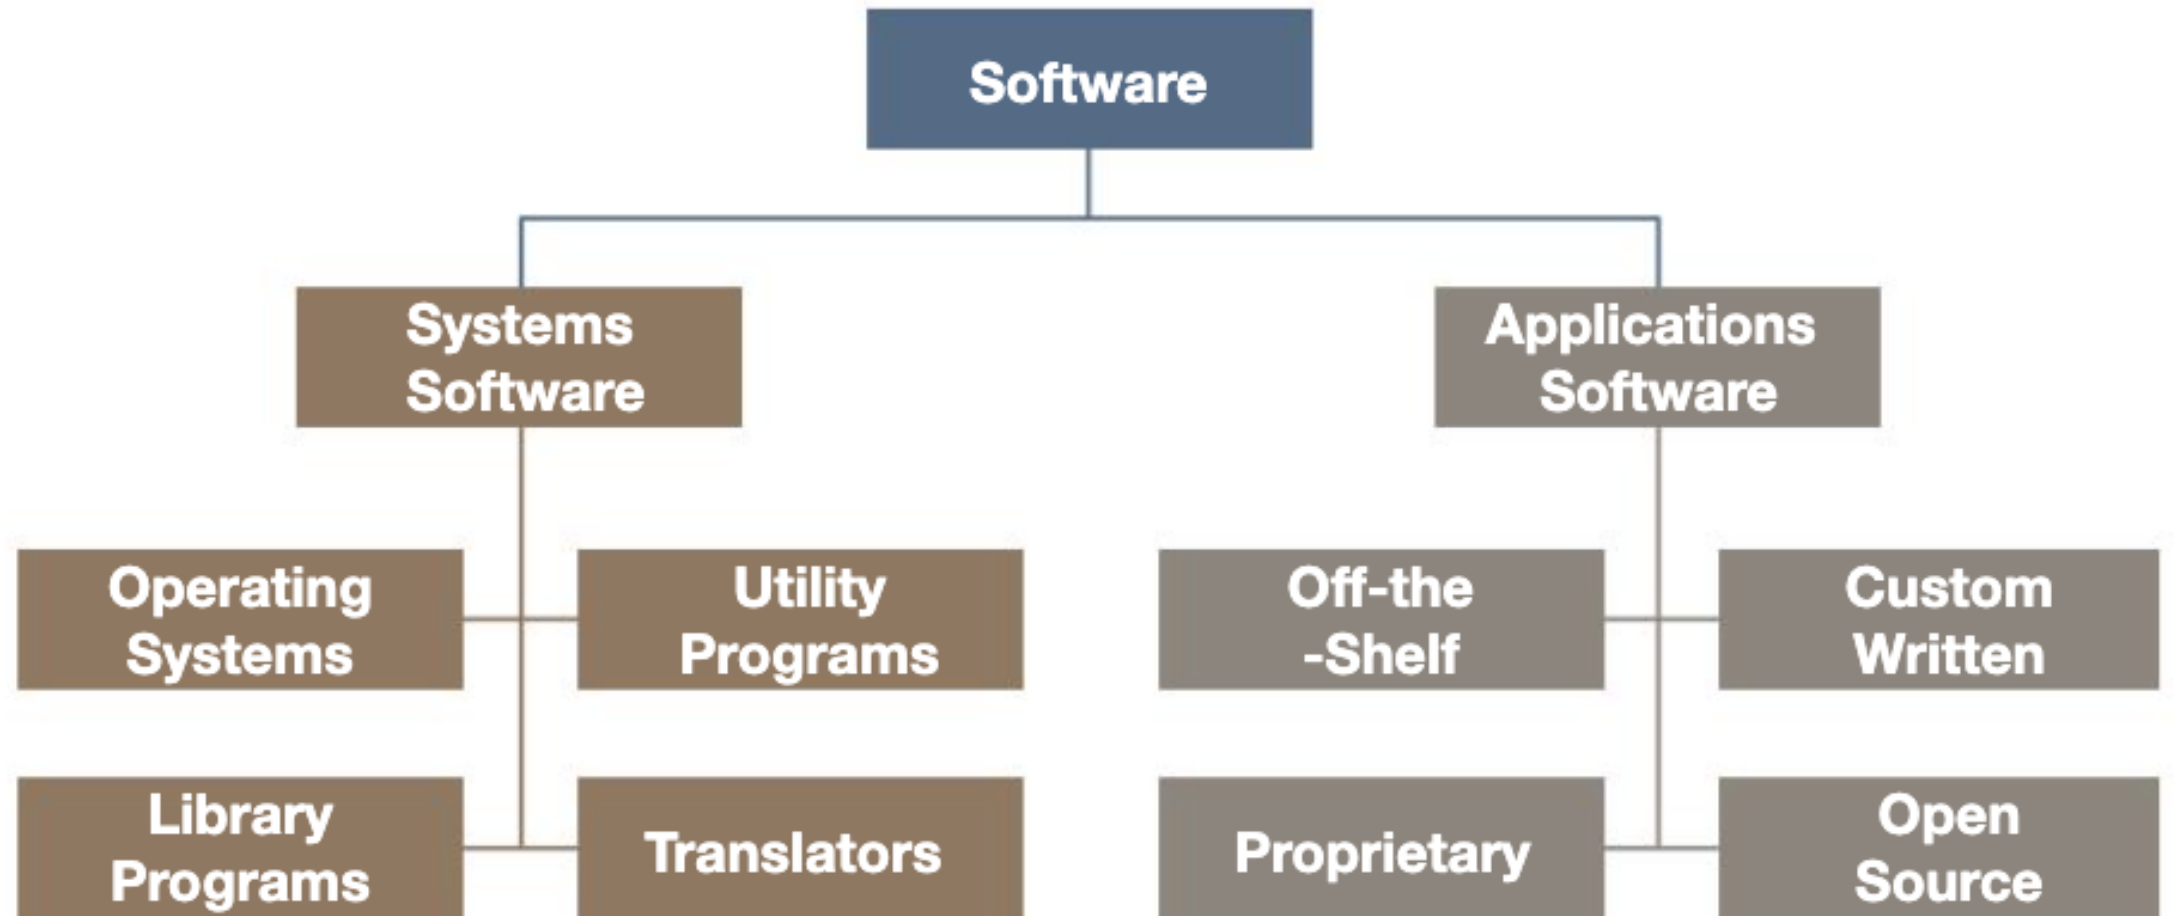 Software
Systems
Software
Applications
Software
Operating
Systems
Utility
Programs
Off-the
-Shelf
Custom
Written
Library
Programs
Translators
Proprietary
Open
Source